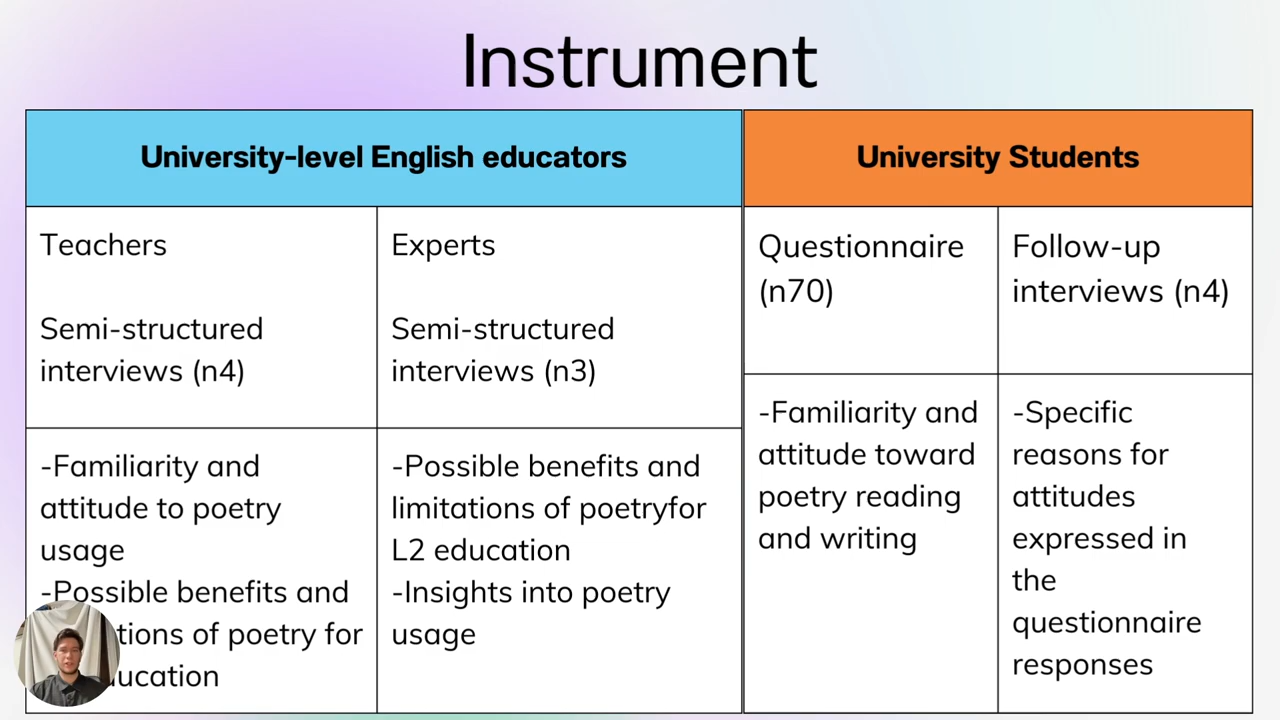 Instrument
University-level English educators
University Students
Teachers
Semi-structured
interviews (n4)
Experts
Semi-structured
interviews (n3)
Questionnaire
(n70)
Follow-up
interviews (n4)
-Familiarity and
attitude to poetry
usage
-Possible benefits and
of poetry for
-Possible benefits and
limitations of poetryfor
L2 education
-Insights into poetry
usage
-Familiarity and
attitude toward
poetry reading
and writing
-Specific
reasons for
attitudes
expressed in
the
questionnaire
responses